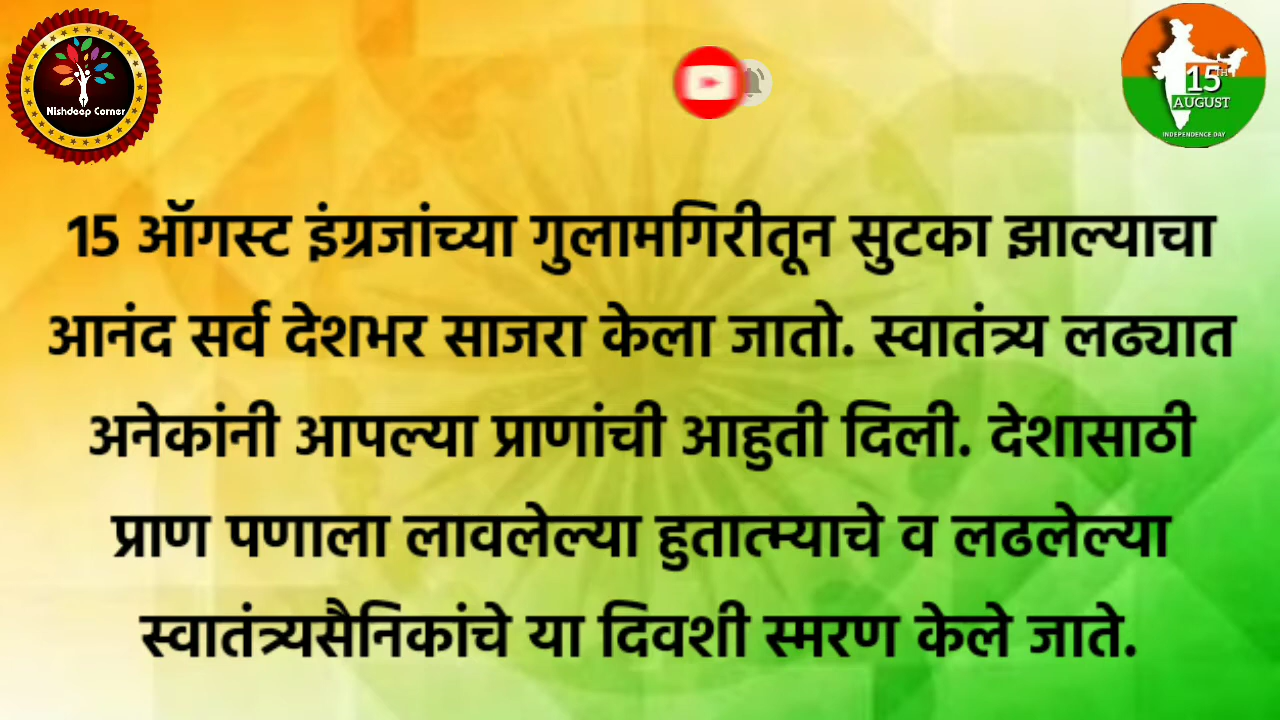 Nishdeep Corner
15TH
AUGUST
INDEPENDENCE DAY
15 ऑगस्ट इंग्रजांच्या गुलामगिरीतून सुटका झाल्याचा
आनंद सर्व देशभर साजरा केला जातो. स्वातंत्र्य लढ्यात
अनेकांनी आपल्या प्राणांची आहुती दिली. देशासाठी
प्राण पणाला लावलेल्या हुतात्म्याचे व लढलेल्या
स्वातंत्र्यसैनिकांचे या दिवशी स्मरण केले जाते.